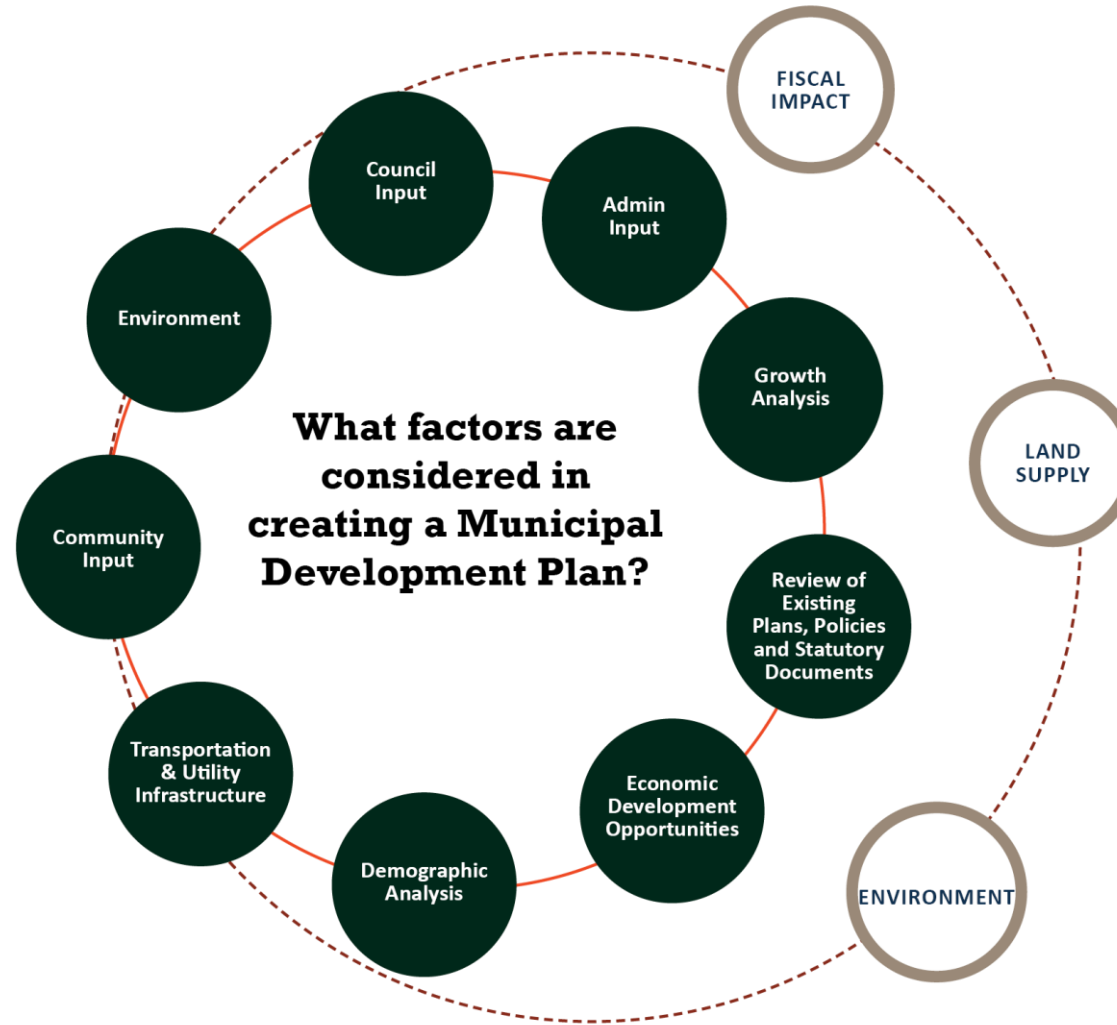 What factors are
considered in
creating a Municipal
Development Plan?
Council
Input
Admin
Input
Growth
Analysis
Review of
Existing
Plans, Policies
and Statutory
Documents
Economic
Development
Opportunities
Demographic
Analysis
Transportation
& Utility
Infrastructure
Community
Input
Environment
FISCAL
IMPACT
LAND
SUPPLY
ENVIRONMENT